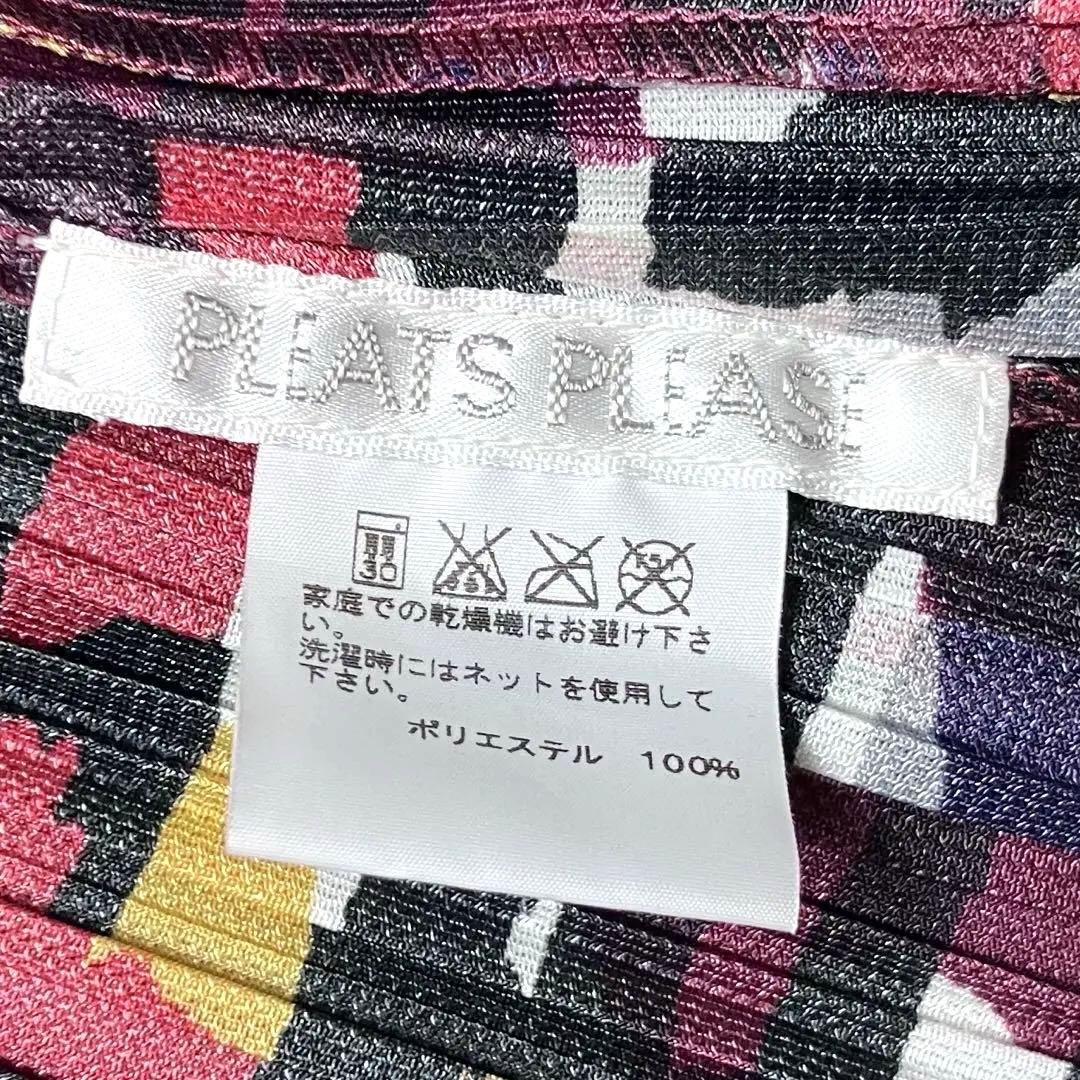 PLEATS PLEASE
弱
30
家庭での乾燥機はお避け下さ
い。
洗濯時にはネットを使用して
下さい。
ポリエステル 100%